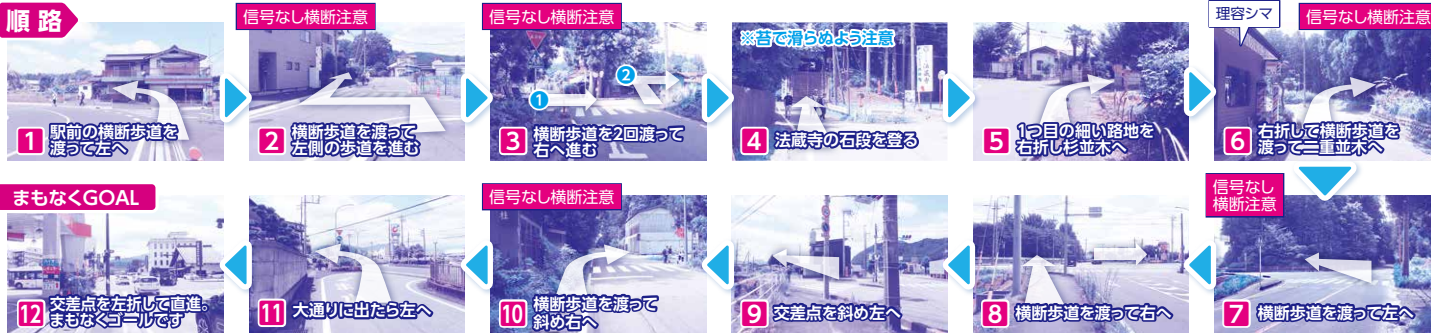 順路
1 駅前の横断歩道を
渡って左へ
信号なし横断注意
2 横断歩道を渡って
左側の歩道を進む
信号なし横断注意
①
②
3 横断歩道を2回渡って
右へ進む
※苔で滑らぬよう注意
法蔵寺
4 法蔵寺の石段を登る
5 1つ目の細い路地を
右折し杉並木へ
理容シマ
信号なし横断注意
6 右折して横断歩道を
渡って二重並木へ
信号なし
横断注意
7 横断歩道を渡って左へ
8 横断歩道を渡って右へ
9 交差点を斜め左へ
信号なし横断注意
10 横断歩道を渡って
斜め右へ
11 大通りに出たら左へ
まもなくGOAL
12 交差点を左折して直進。
まもなくゴールです